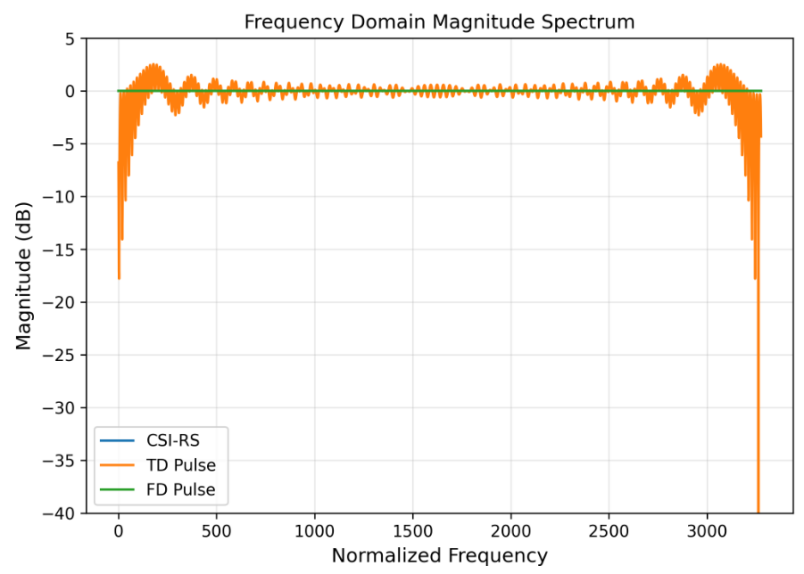 Frequency Domain Magnitude Spectrum
5
0
−5
−10
−15
−20
−25
−30
−35
−40
Magnitude (dB)
CSI-RS
TD Pulse
FD Pulse
0 500 1000 1500 2000 2500 3000
Normalized Frequency